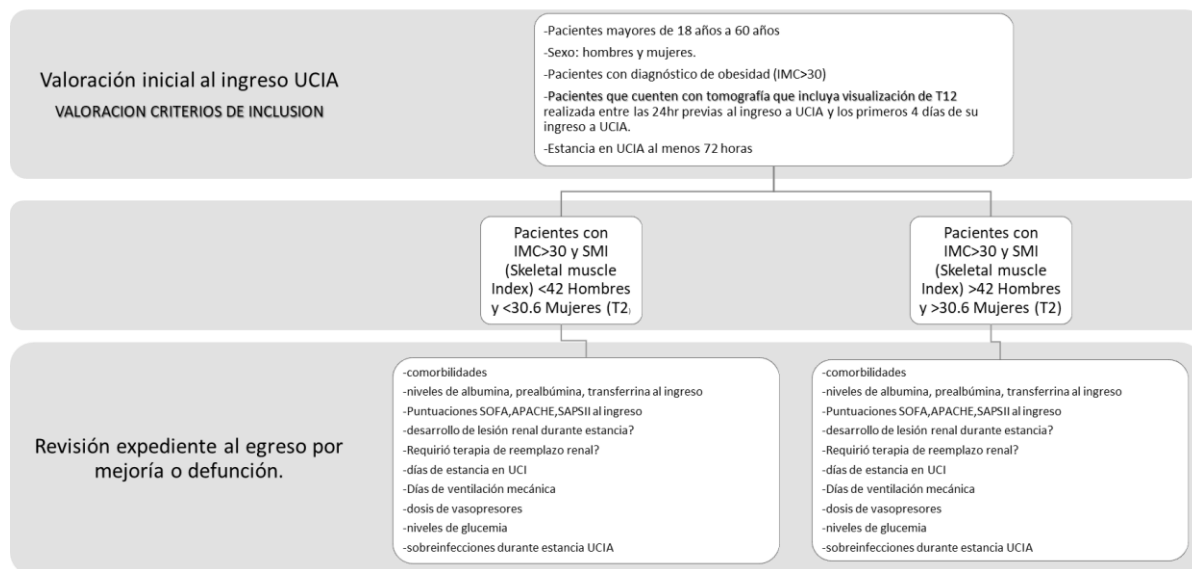 Valoración inicial al ingreso UCIA
VALORACION CRITERIOS DE INCLUSION
-Pacientes mayores de 18 años a 60 años
-Sexo: hombres y mujeres.
-Pacientes con diagnóstico de obesidad (IMC>30)
-Pacientes que cuenten con tomografía que incluya visualización de T12
realizada entre las 24hr previas al ingreso a UCIA y los primeros 4 días de su
ingreso a UCIA.
-Estancia en UCIA al menos 72 horas
Pacientes con
IMC>30 y SMI
(Skeletal muscle
Index) <42 Hombres
y <30.6 Mujeres (T2)
Pacientes con
IMC>30 y SMI
(Skeletal muscle
Index) >42 Hombres
y >30.6 Mujeres (T2)
Revisión expediente al egreso por
mejoría o defunción.
-comorbilidades
-niveles de albumina, prealbúmina, transferrina al ingreso
-Puntuaciones SOFA,APACHE,SAPSII al ingreso
-desarrollo de lesión renal durante estancia?
-Requirió terapia de reemplazo renal?
-días de estancia en UCI
-Días de ventilación mecánica
-dosis de vasopresores
-niveles de glucemia
-sobreinfecciones durante estancia UCIA
-comorbilidades
-niveles de albumina, prealbúmina, transferrina al ingreso
-Puntuaciones SOFA,APACHE,SAPSII al ingreso
-desarrollo de lesión renal durante estancia?
-Requirió terapia de reemplazo renal?
-días de estancia en UCI
-Días de ventilación mecánica
-dosis de vasopresores
-niveles de glucemia
-sobreinfecciones durante estancia UCIA